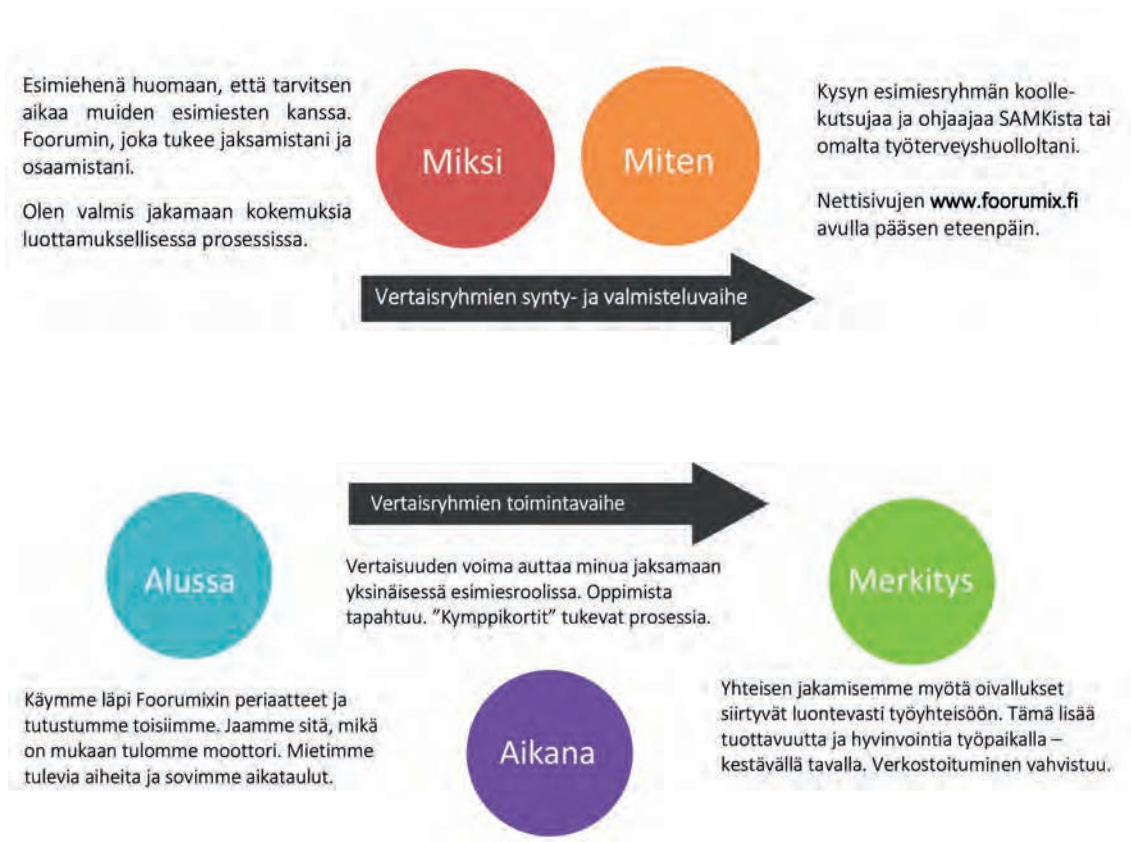 Esimiehenä huomaan, että tarvitsen
aikaa muiden esimiesten kanssa.
Foorumin, joka tukee jaksamistani ja
osaamistani.
Olen valmis jakamaan kokemuksia
luottamuksellisessa prosessissa.
Miksi
Miten
Kysyn esimiesryhmän koolle-
kutsujaa ja ohjaajaa SAMKista tai
omalta työterveyshuolloltani.
Nettisivujen www.foorumix.fi
avulla pääsen eteenpäin.
Vertaisryhmien synty- ja valmisteluvaihe
Vertaisryhmien toimintavaihe
Alussa
Vertaisuuden voima auttaa minua jaksamaan
yksinäisessä esimiesroolissa. Oppimista
tapahtuu. ”Kymppikortit” tukevat prosessia.
Merkitys
Käymme läpi Foorumixin periaatteet ja
tutustumme toisiimme. Jaamme sitä, mikä
on mukaan tulomme moottori. Mietimme
tulevia aiheita ja sovimme aikataulut.
Aikana
Yhteisen jakamisemme myötä oivallukset
siirtyvät luontevasti työyhteisöön. Tämä lisää
tuottavuutta ja hyvinvointia työpaikalla –
kestävällä tavalla. Verkostoituminen vahvistuu.